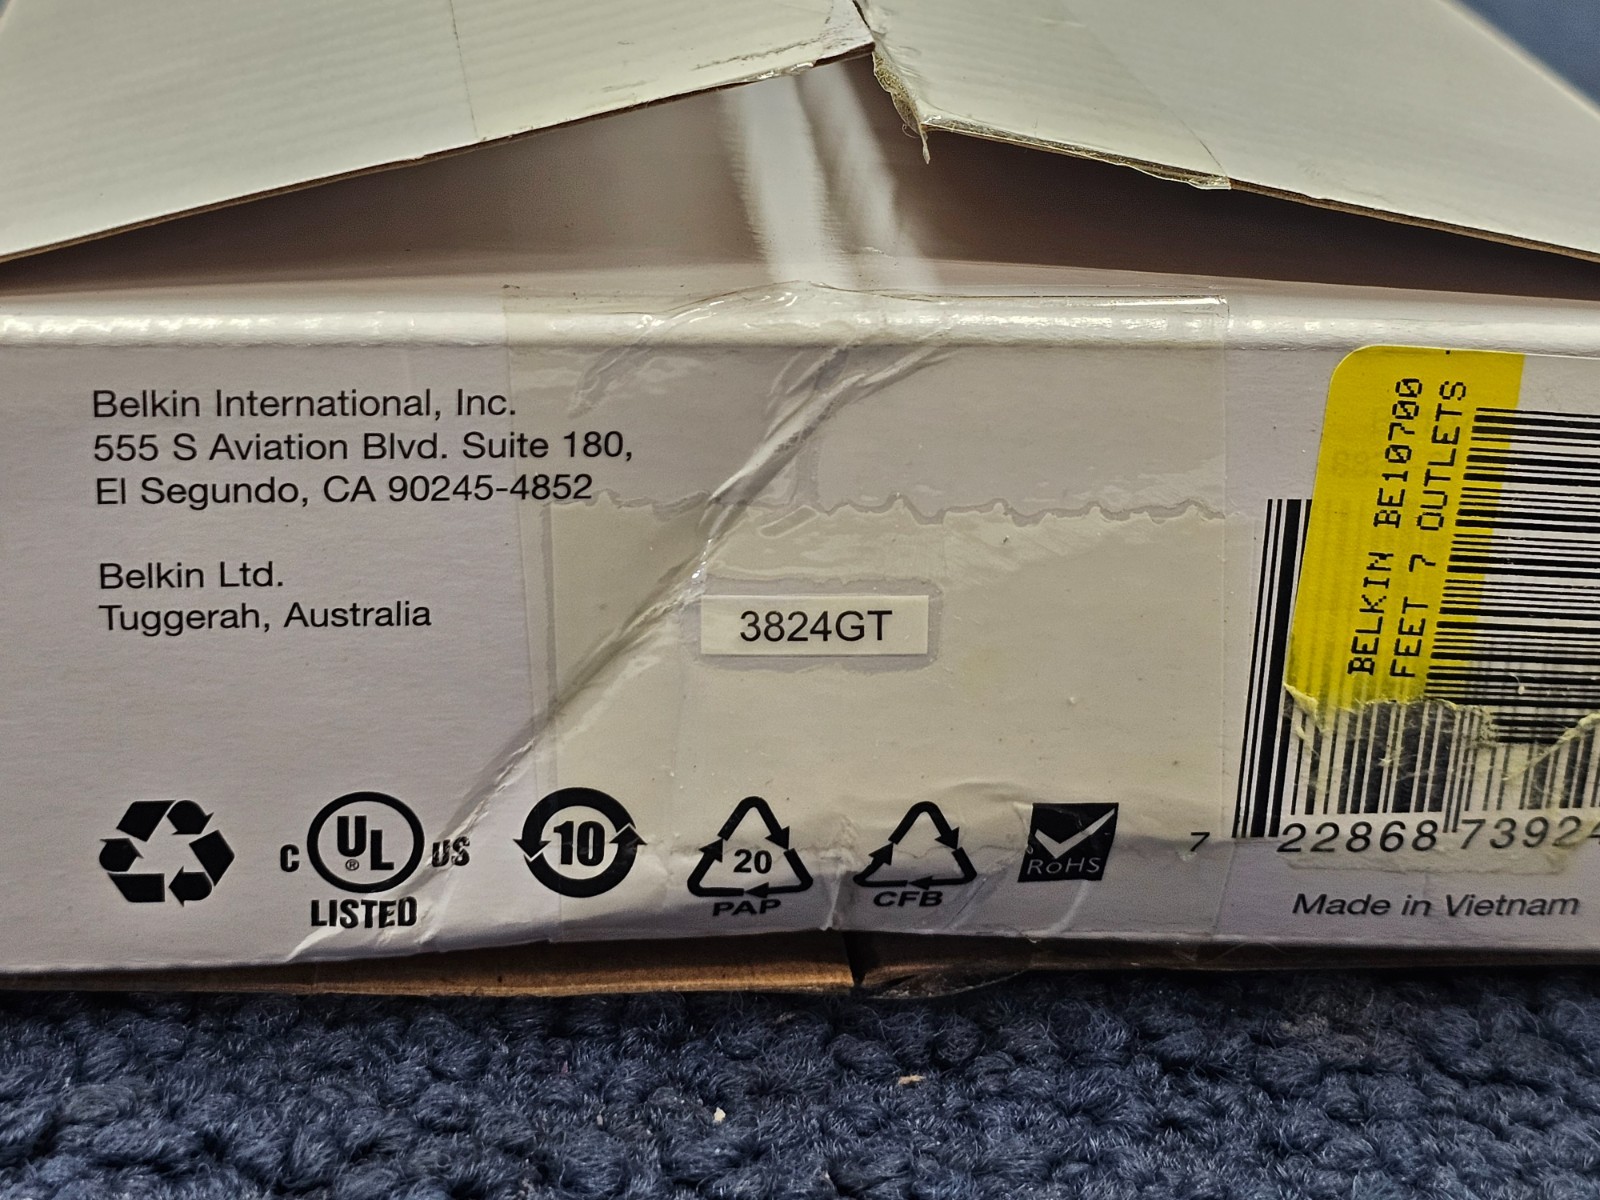 Belkin International, Inc.
555 S Aviation Blvd. Suite 180,
El Segundo, CA 90245-4852
Belkin Ltd.
Tuggerah, Australia
3824GT
BELKIN BE10700
FEET 7 OUTLETS
C UL ® US
LISTED
10
20
PAP
CFB
RoHS
7 22868 73924
Made in Vietnam